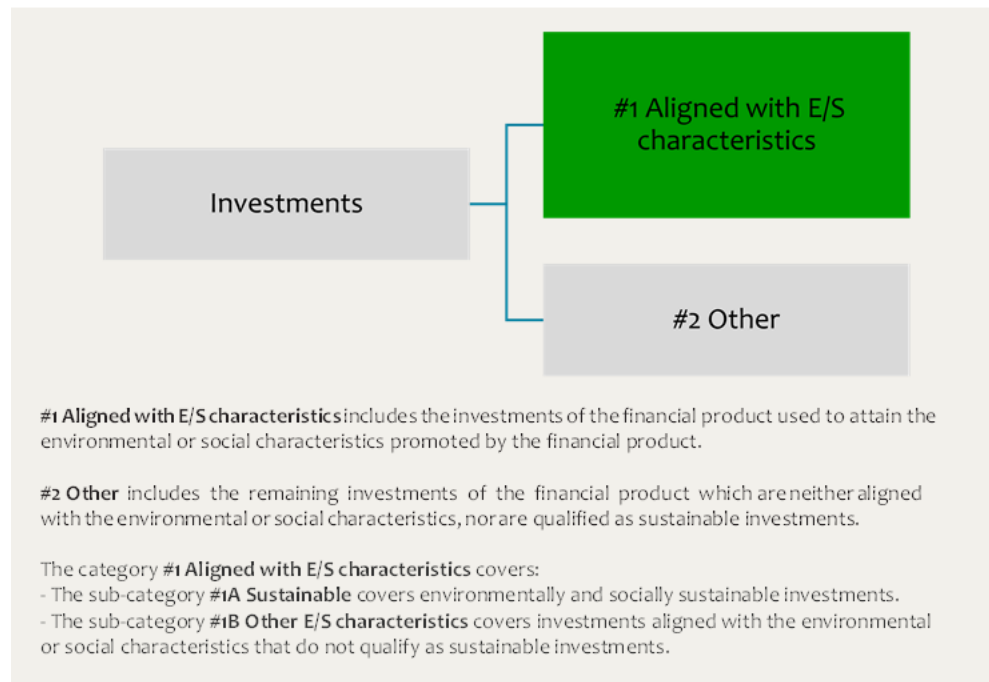 #1 Aligned with E/S
characteristics
Investments
#2 Other
#1 Aligned with E/S characteristics includes the investments of the financial product used to attain the
environmental or social characteristics promoted by the financial product.
#2 Other includes the remaining investments of the financial product which are neither aligned
with the environmental or social characteristics, nor are qualified as sustainable investments.
The category #1 Aligned with E/S characteristics covers:
- The sub-category #1A Sustainable covers environmentally and socially sustainable investments.
- The sub-category #1B Other E/S characteristics covers investments aligned with the environmental
or social characteristics that do not qualify as sustainable investments.